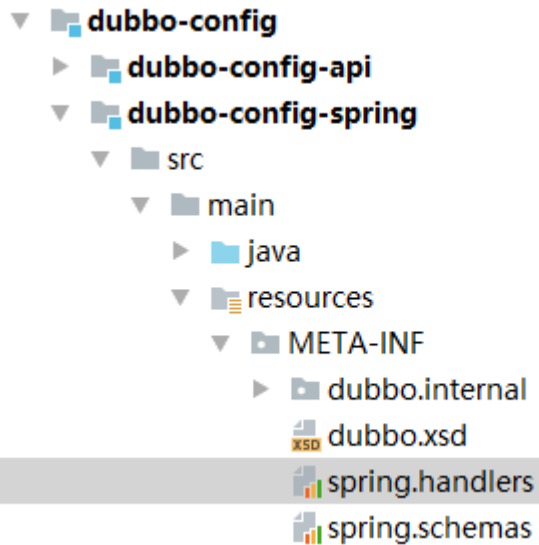 dubbo-config
dubbo-config-api
dubbo-config-spring
src
main
java
resources
META-INF
dubbo.internal
XSD dubbo.xsd
spring.handlers
spring.schemas